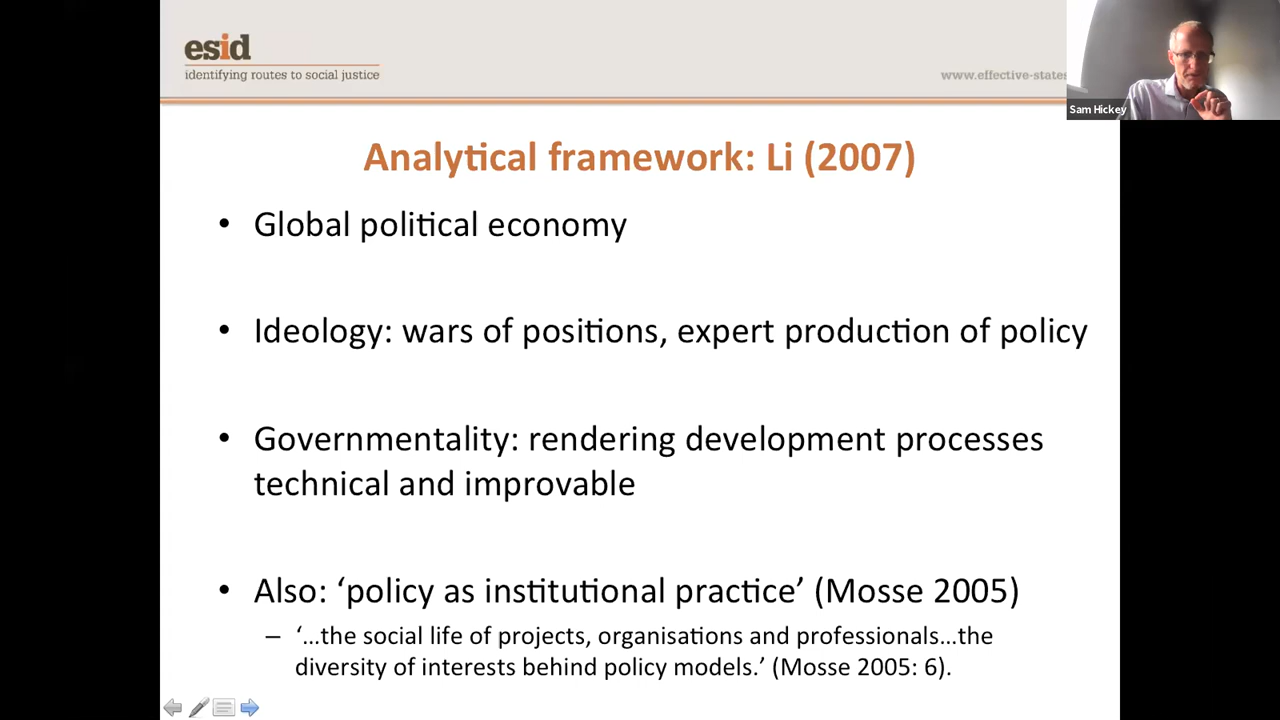 esid
identifying routes to social justice
www.effective-states
Sam Hickey
Analytical framework: Li (2007)
• Global political economy
• Ideology: wars of positions, expert production of policy
• Governmentality: rendering development processes
technical and improvable
• Also: ‘policy as institutional practice’ (Mosse 2005)
– ‘…the social life of projects, organisations and professionals…the
diversity of interests behind policy models.’ (Mosse 2005: 6).